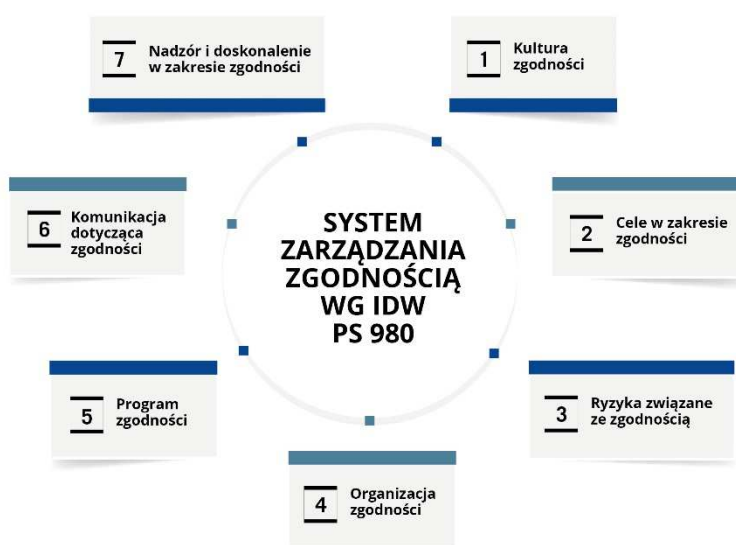 SYSTEM
ZARZĄDZANIA
ZGODNOŚCIĄ
WG IDW
PS 980
1
Kultura
zgodności
2
Cele w zakresie
zgodności
3
Ryzyka związane
ze zgodnością
4
Organizacja
zgodności
5
Program
zgodności
6
Komunikacja
dotycząca
zgodności
7
Nadzór i doskonalenie
w zakresie zgodności